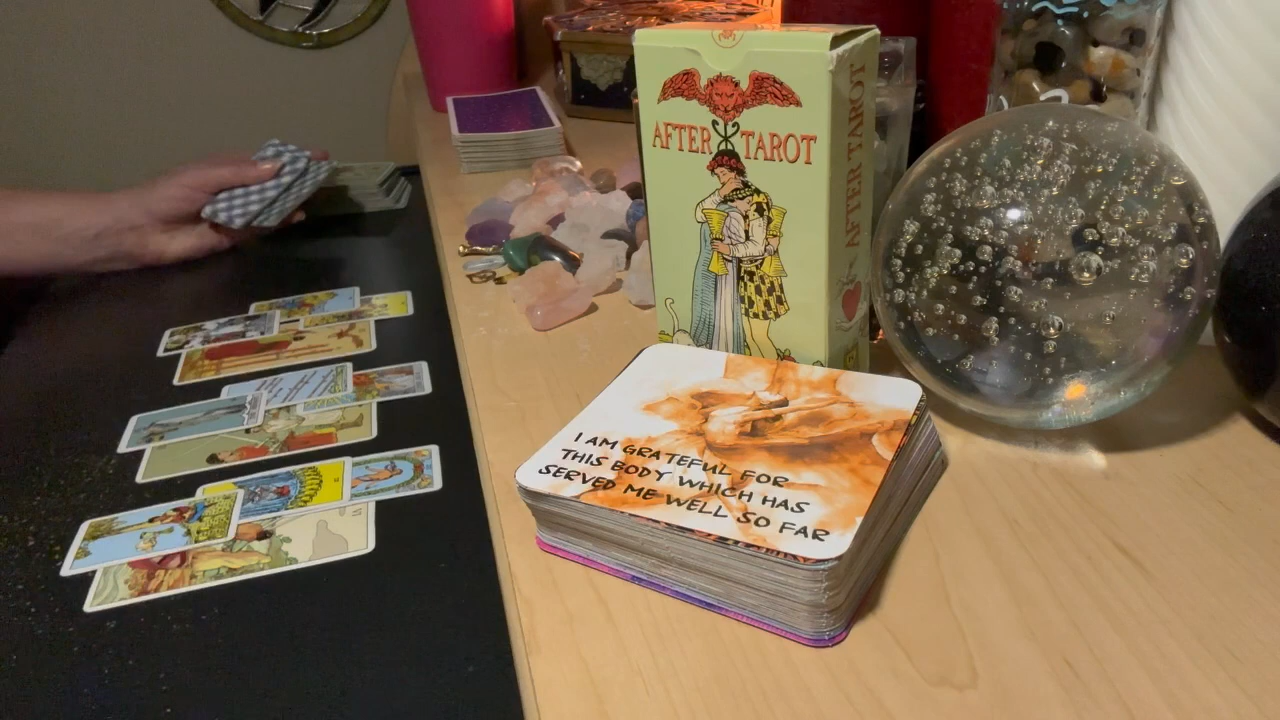 AFTER TAROT
AFTER TAROT
I AM GRATEFUL FOR
THIS BODY WHICH HAS
SERVED ME WELL SO FAR